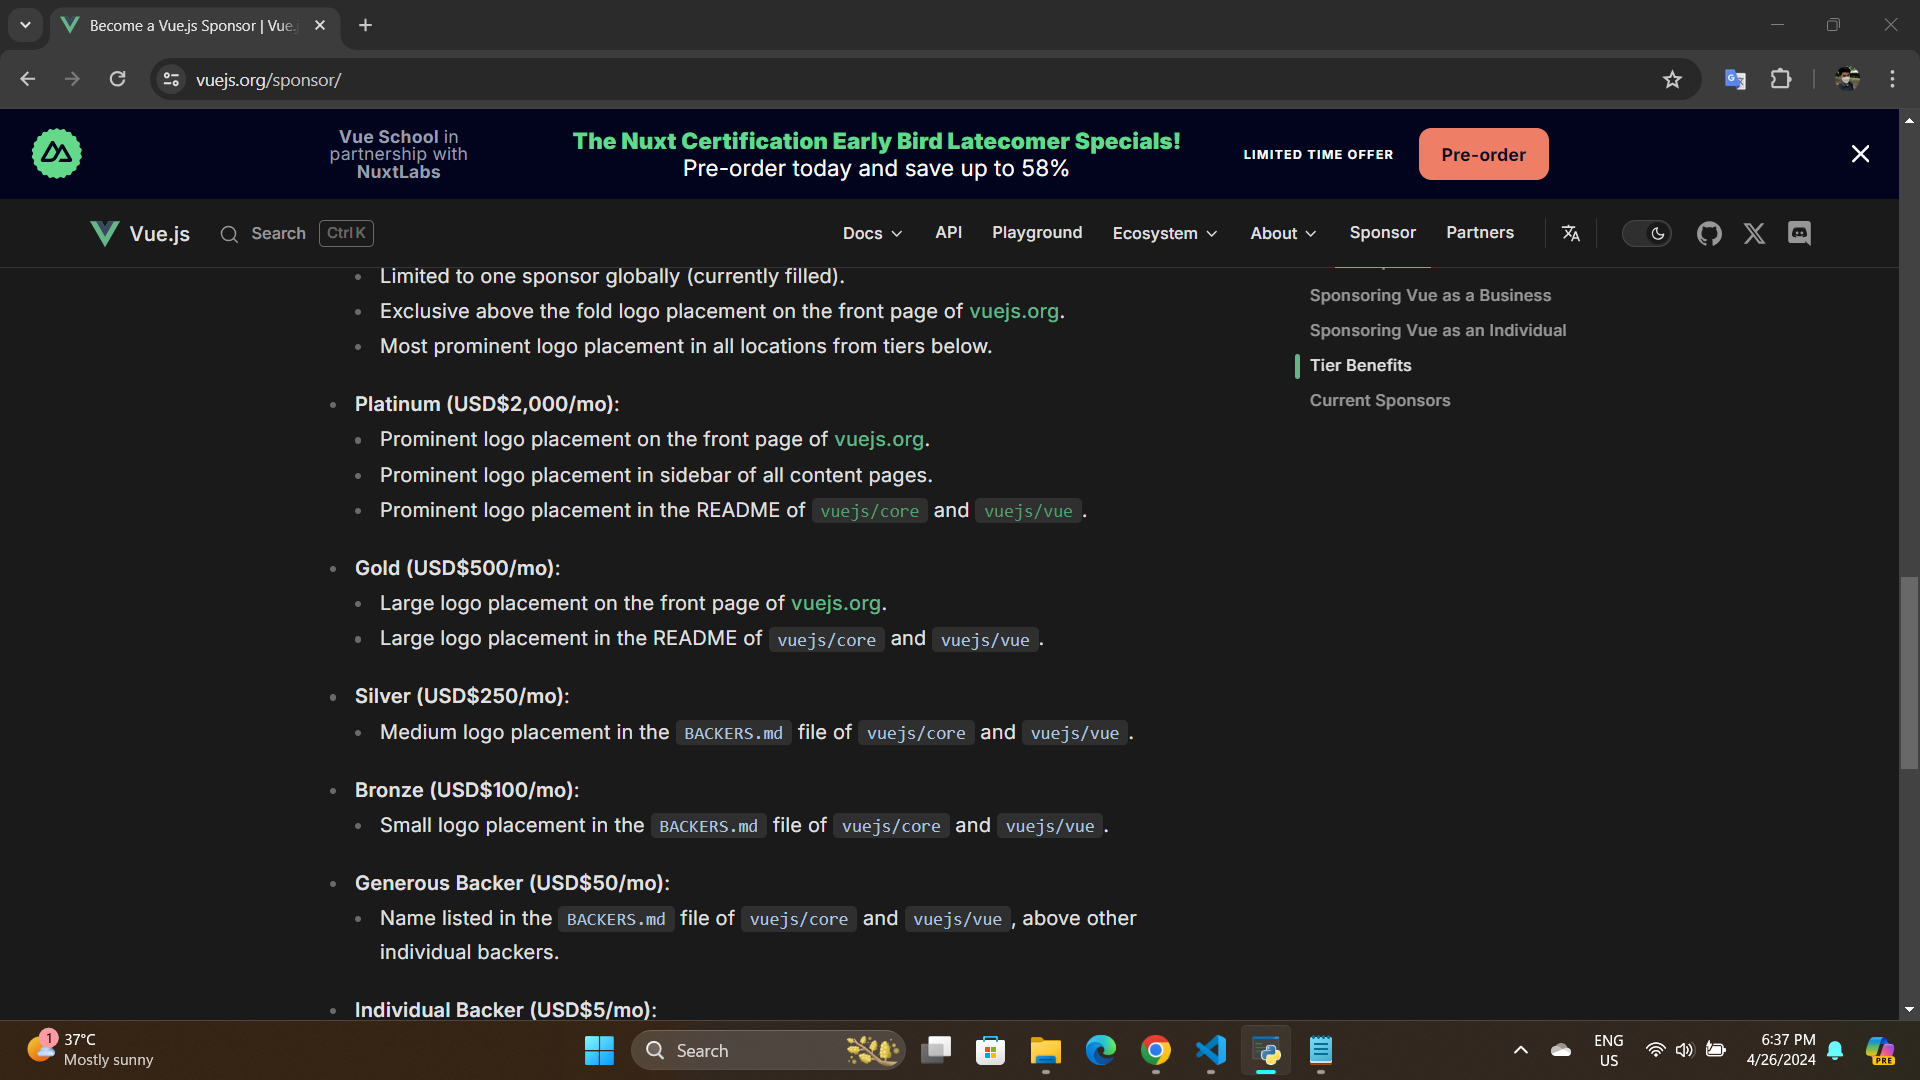 Become a Vue.js Sponsor | Vue.j
vuejs.org/sponsor/
Vue School in
partnership with
NuxtLabs
The Nuxt Certification Early Bird Latecomer Specials!
Pre-order today and save up to 58%
LIMITED TIME OFFER
Pre-order
Vue.js
Search
Ctrl K
Docs
API
Playground
Ecosystem
About
Sponsor
Partners
Limited to one sponsor globally (currently filled).
Exclusive above the fold logo placement on the front page of vuejs.org.
Most prominent logo placement in all locations from tiers below.
Platinum (USD$2,000/mo):
Prominent logo placement on the front page of vuejs.org.
Prominent logo placement in sidebar of all content pages.
Prominent logo placement in the README of vuejs/core and vuejs/vue.
Gold (USD$500/mo):
Large logo placement on the front page of vuejs.org.
Large logo placement in the README of vuejs/core and vuejs/vue.
Silver (USD$250/mo):
Medium logo placement in the BACKERS.md file of vuejs/core and vuejs/vue.
Bronze (USD$100/mo):
Small logo placement in the BACKERS.md file of vuejs/core and vuejs/vue.
Generous Backer (USD$50/mo):
Name listed in the BACKERS.md file of vuejs/core and vuejs/vue, above other
individual backers.
Individual Backer (USD$5/mo):
Sponsoring Vue as a Business
Sponsoring Vue as an Individual
Tier Benefits
Current Sponsors
1
37°C
Mostly sunny
Search
PRE
ENG
US
6:37 PM
4/26/2024